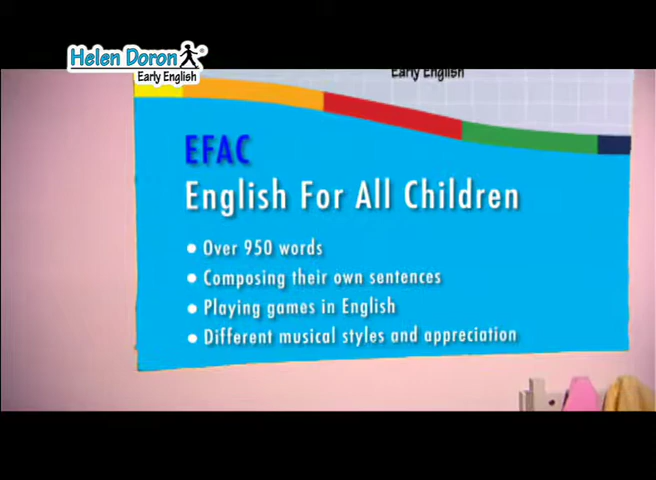 Helen Doron
Early English
Early English
EFAC
English For All Children
Over 950 words
Composing their own sentences
Playing games in English
Different musical styles and appreciation